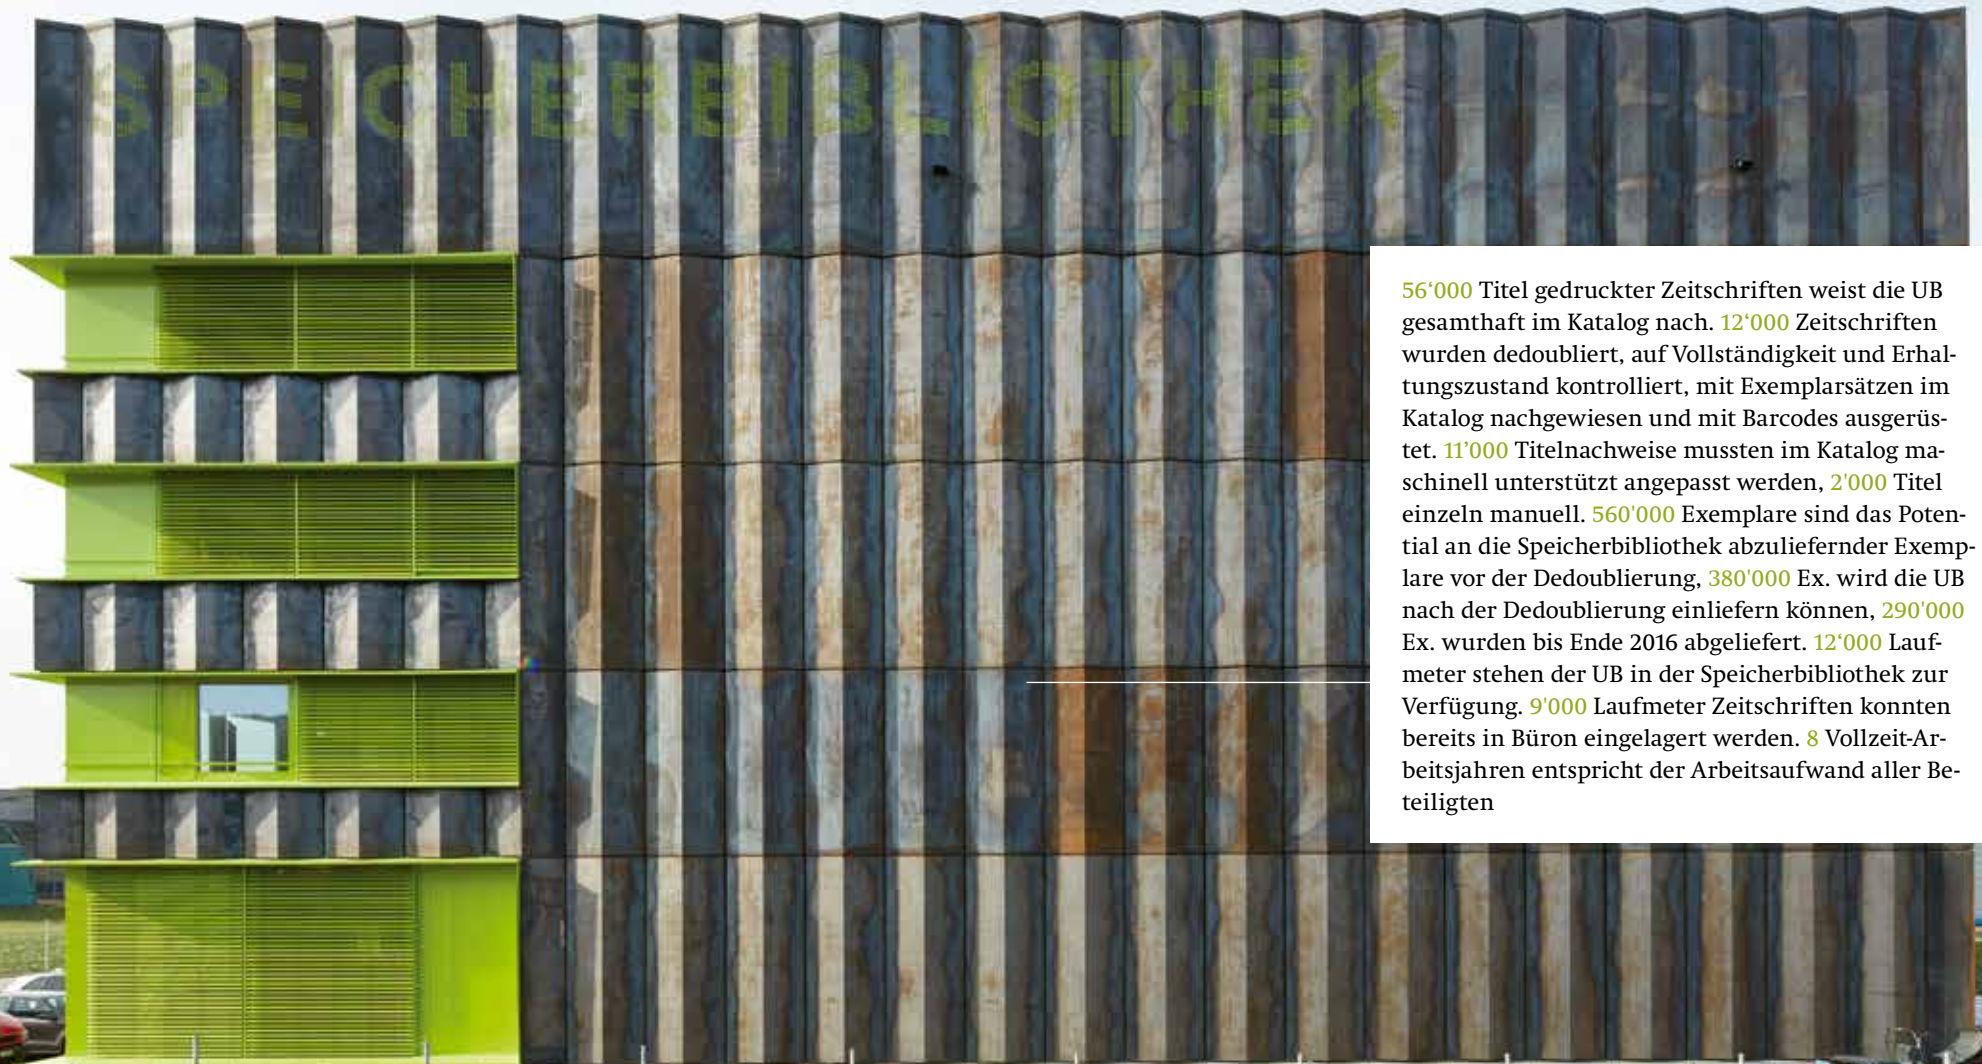 SPEICHERBIBLIOTHEK
56‘000 Titel gedruckter Zeitschriften weist die UB
gesamthaft im Katalog nach. 12‘000 Zeitschriften
wurden dedoubliert, auf Vollständigkeit und Erhal-
tungszustand kontrolliert, mit Exemplarsätzen im
Katalog nachgewiesen und mit Barcodes ausgerüs-
tet. 11’000 Titelnachweise mussten im Katalog ma-
schinell unterstützt angepasst werden, 2'000 Titel
einzeln manuell. 560'000 Exemplare sind das Poten-
tial an die Speicherbibliothek abzuliefernder Exemp-
lare vor der Dedoublierung, 380'000 Ex. wird die UB
nach der Dedoublierung einliefern können, 290'000
Ex. wurden bis Ende 2016 abgeliefert. 12‘000 Lauf-
meter stehen der UB in der Speicherbibliothek zur
Verfügung. 9'000 Laufmeter Zeitschriften konnten
bereits in Büron eingelagert werden. 8 Vollzeit-Ar-
beitsjahren entspricht der Arbeitsaufwand aller Be-
teiligten